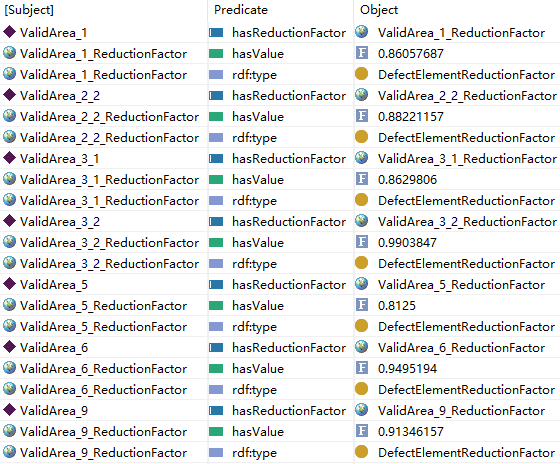 [Subject] Predicate Object
ValidArea_1 hasReductionFactor ValidArea_1_ReductionFactor
ValidArea_1_ReductionFactor hasValue F 0.86057687
ValidArea_1_ReductionFactor rdf:type DefectElementReductionFactor
ValidArea_2_2 hasReductionFactor ValidArea_2_2_ReductionFactor
ValidArea_2_2_ReductionFactor hasValue F 0.88221157
ValidArea_2_2_ReductionFactor rdf:type DefectElementReductionFactor
ValidArea_3_1 hasReductionFactor ValidArea_3_1_ReductionFactor
ValidArea_3_1_ReductionFactor hasValue F 0.8629806
ValidArea_3_1_ReductionFactor rdf:type DefectElementReductionFactor
ValidArea_3_2 hasReductionFactor ValidArea_3_2_ReductionFactor
ValidArea_3_2_ReductionFactor hasValue F 0.9903847
ValidArea_3_2_ReductionFactor rdf:type DefectElementReductionFactor
ValidArea_5 hasReductionFactor ValidArea_5_ReductionFactor
ValidArea_5_ReductionFactor hasValue F 0.8125
ValidArea_5_ReductionFactor rdf:type DefectElementReductionFactor
ValidArea_6 hasReductionFactor ValidArea_6_ReductionFactor
ValidArea_6_ReductionFactor hasValue F 0.9495194
ValidArea_6_ReductionFactor rdf:type DefectElementReductionFactor
ValidArea_9 hasReductionFactor ValidArea_9_ReductionFactor
ValidArea_9_ReductionFactor hasValue F 0.91346157
ValidArea_9_ReductionFactor rdf:type DefectElementReductionFactor